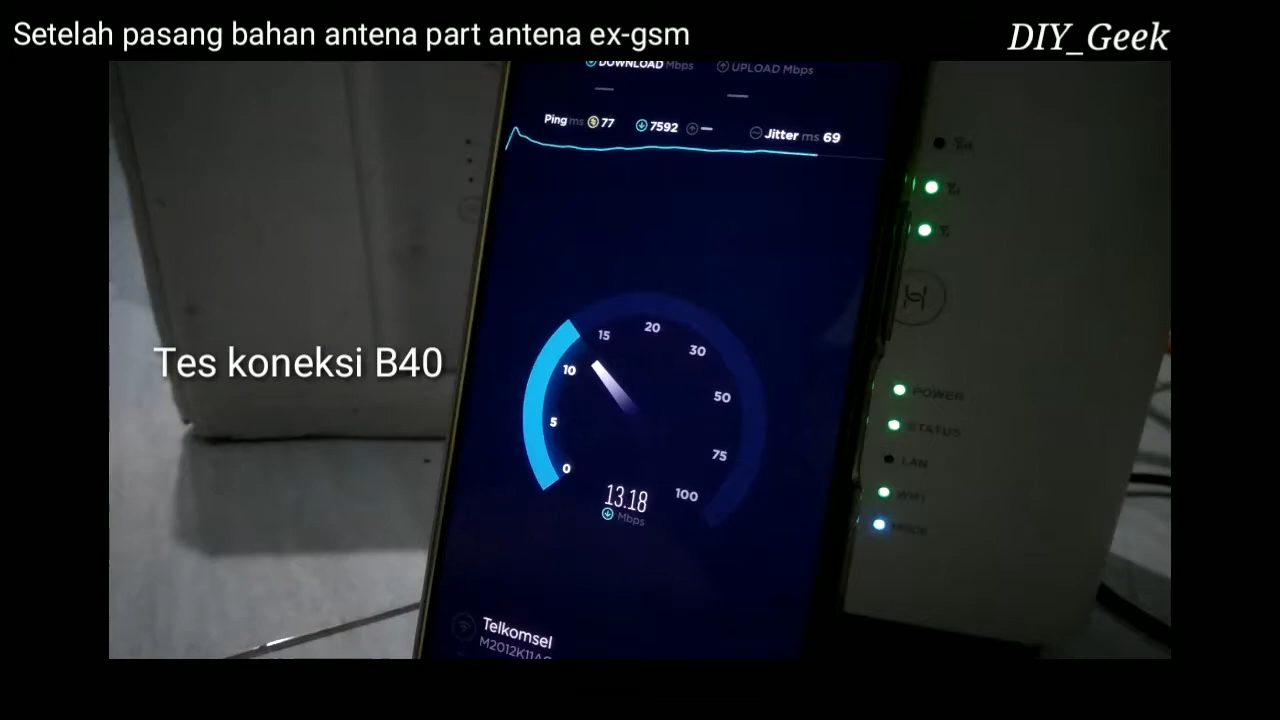 Setelah pasang bahan antena part antena ex-gsm
DIY_Geek
DOWNLOAD Mbps
UPLOAD Mbps
Ping ms 77 7592 Jitter ms 69
Tes koneksi B40
0
5
10
15
20
30
50
75
100
13.18
Mbps
Telkomsel
POWER
STATUS
LAN
WIFI
MODE